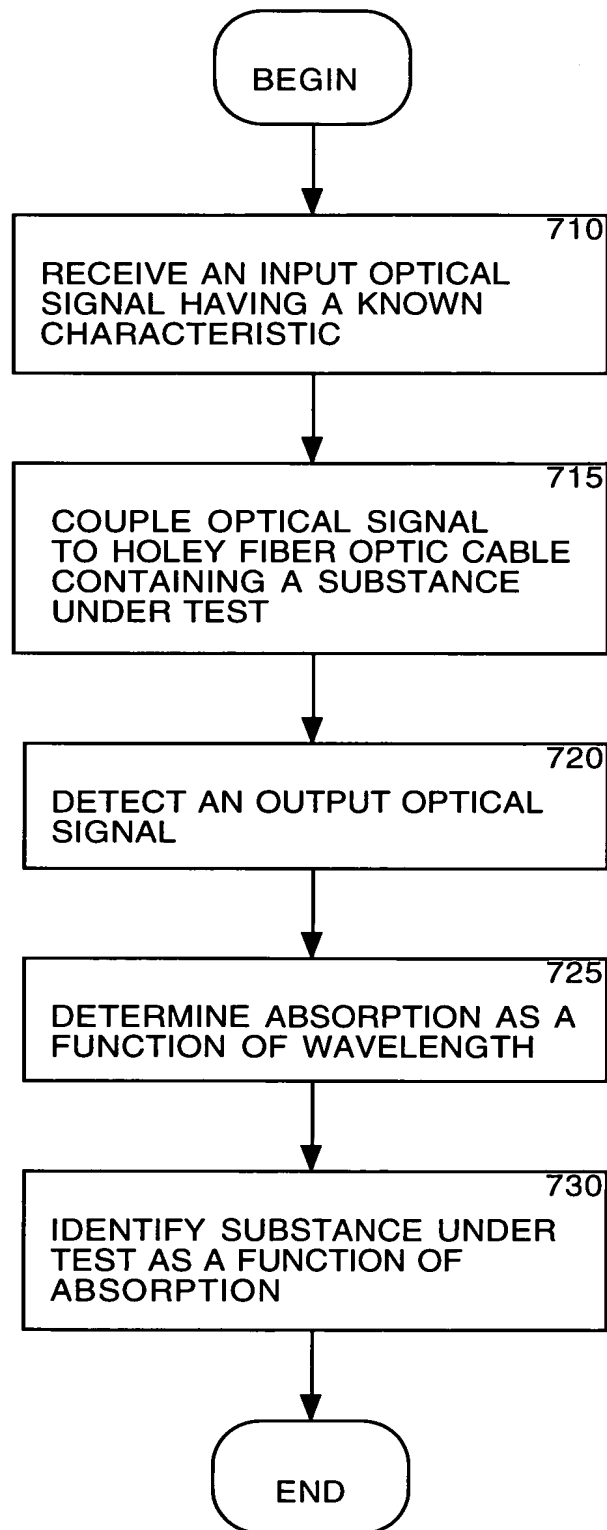 BEGIN
710
RECEIVE AN INPUT OPTICAL
SIGNAL HAVING A KNOWN
CHARACTERISTIC
715
COUPLE OPTICAL SIGNAL
TO HOLEY FIBER OPTIC CABLE
CONTAINING A SUBSTANCE
UNDER TEST
720
DETECT AN OUTPUT OPTICAL
SIGNAL
725
DETERMINE ABSORPTION AS A
FUNCTION OF WAVELENGTH
730
IDENTIFY SUBSTANCE UNDER
TEST AS A FUNCTION OF
ABSORPTION
END